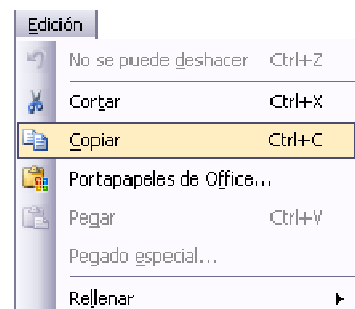 Edición
No se puede deshacer Ctrl+Z
Cortar Ctrl+X
Copiar Ctrl+C
Portapapeles de Office...
Pegar Ctrl+V
Pegado especial...
Rellenar